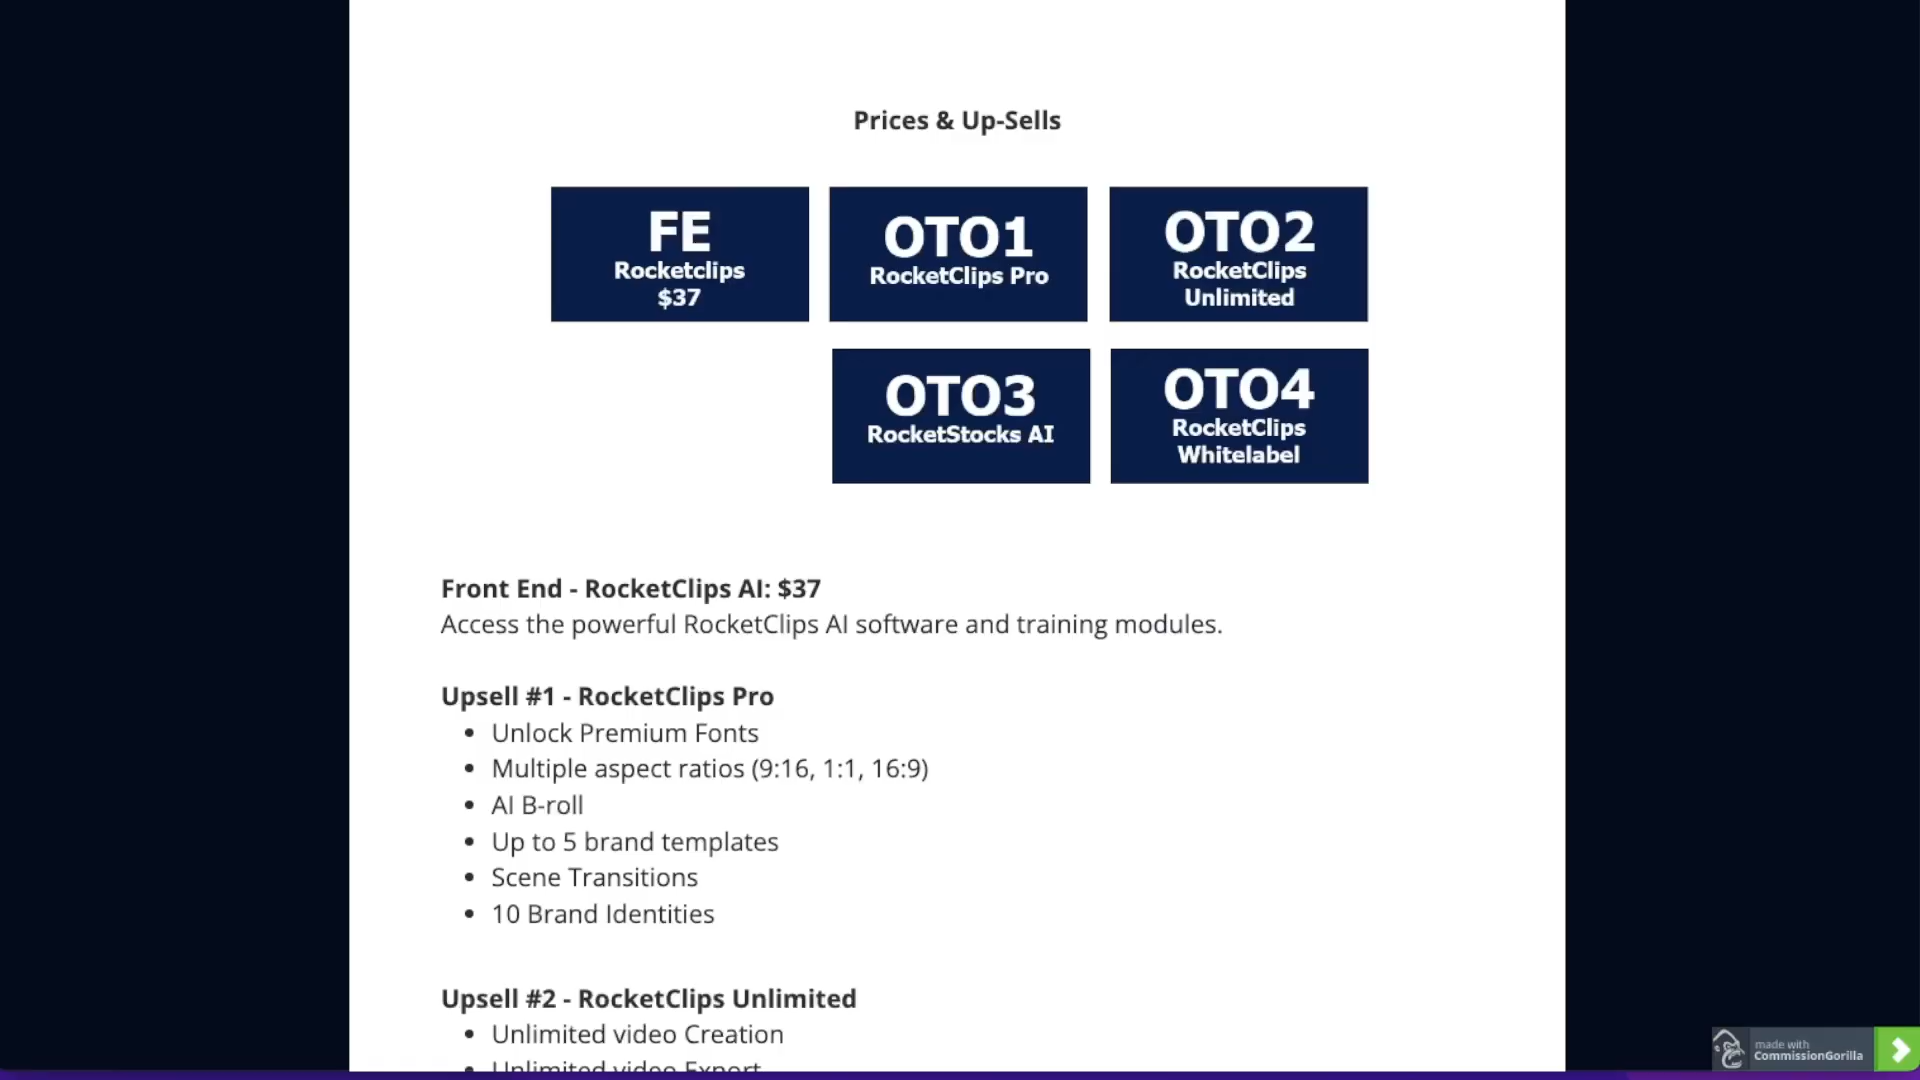 Prices & Up-Sells
FE
Rocketclips
$37
OTO1
RocketClips Pro
OTO2
RocketClips
Unlimited
OTO3
RocketStocks AI
OTO4
RocketClips
Whitelabel
Front End - RocketClips AI: $37
Access the powerful RocketClips AI software and training modules.
Upsell #1 - RocketClips Pro
• Unlock Premium Fonts
• Multiple aspect ratios (9:16, 1:1, 16:9)
• AI B-roll
• Up to 5 brand templates
• Scene Transitions
• 10 Brand Identities
Upsell #2 - RocketClips Unlimited
• Unlimited video Creation
• Unlimited video Export
made with
CommissionGorilla